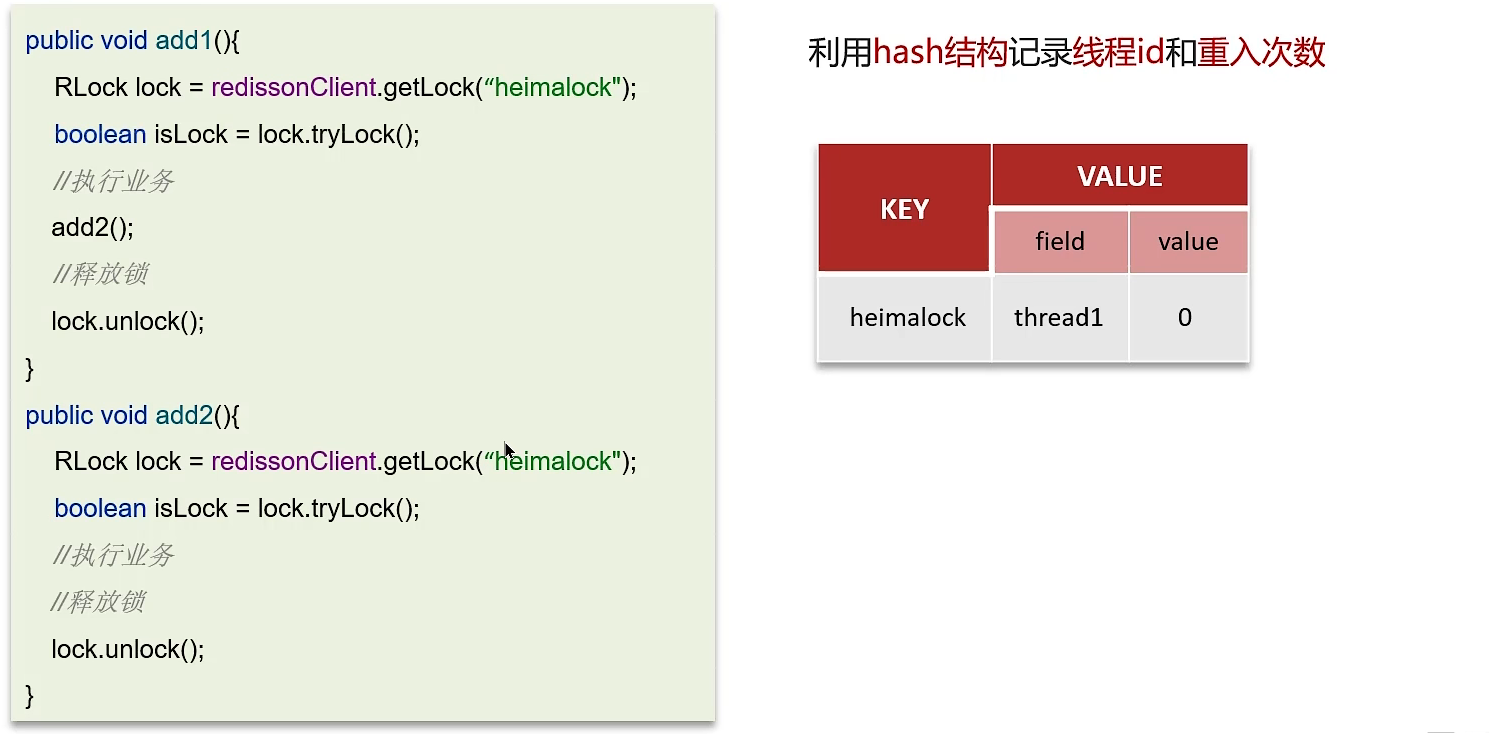 public void add1(){
RLock lock = redissonClient.getLock(“heimalock");
boolean isLock = lock.tryLock();
//执行业务
add2();
//释放锁
lock.unlock();
}
public void add2(){
RLock lock = redissonClient.getLock(“heimalock");
boolean isLock = lock.tryLock();
//执行业务
//释放锁
lock.unlock();
}
利用hash结构记录线程id和重入次数
KEY
VALUE
field
value
heimalock
thread1
0